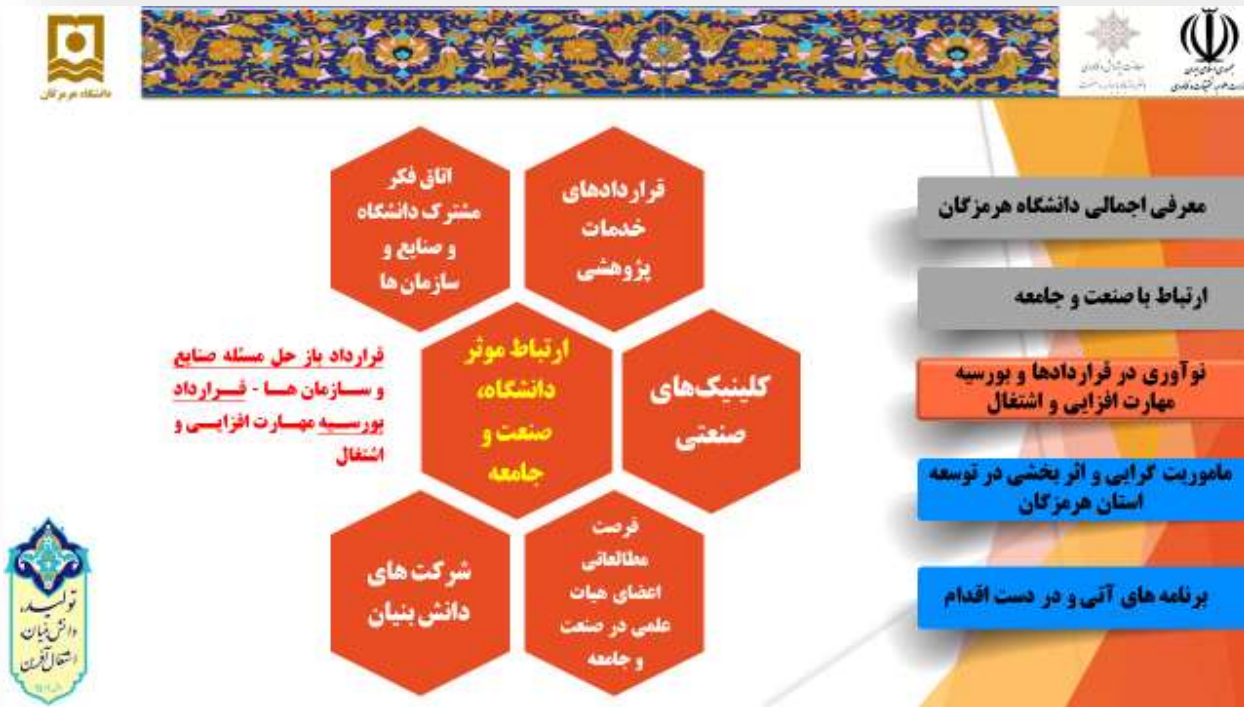 دانشگاه هرمزگان
جمهوری اسلامی ایران
اتاق فکر
مشترک دانشگاه
و صنایع و
سازمان ها
قراردادهای
خدمات
پژوهشی
ارتباط موثر
دانشگاه،
صنعت و
جامعه
کلینیک‌های
صنعتی
قرارداد باز حل مسئله صنایع
و سازمان ها - قرارداد
بورسیه مهارت افزایی و
اشتغال
شرکت های
دانش بنیان
فرصت
مطالعاتی
اعضای هیات
علمی در صنعت
و جامعه
معرفی اجمالی دانشگاه هرمزگان
ارتباط با صنعت و جامعه
نوآوری در قراردادها و بورسیه
مهارت افزایی و اشتغال
ماموریت گرایی و اثر بخشی در توسعه
استان هرمزگان
برنامه های آتی و در دست اقدام
تولید،
دانش بنیان
اشتغال آفرین